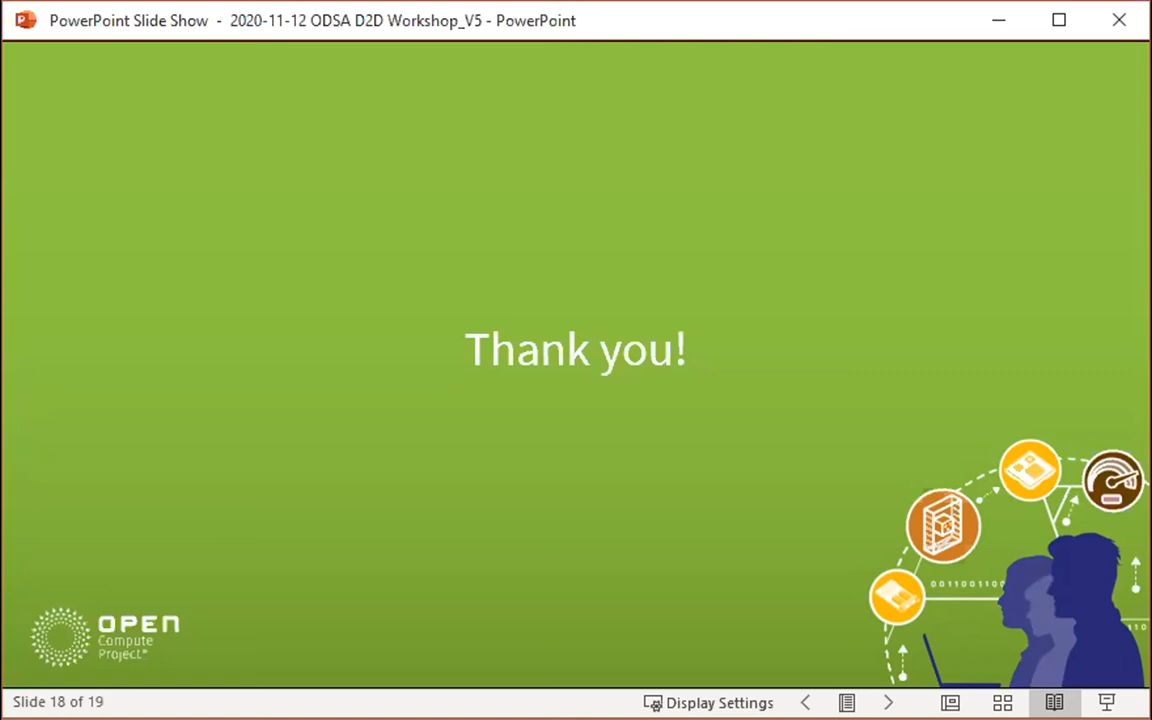 PowerPoint Slide Show - 2020-11-12 ODSA D2D Workshop_V5 - PowerPoint
Thank you!
0011001100
110
OPEN
Compute
Project®
Slide 18 of 19
Display Settings